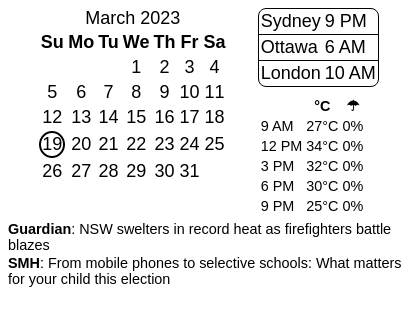 March 2023
Su Mo Tu We Th Fr Sa
1 2 3 4
5 6 7 8 9 10 11
12 13 14 15 16 17 18
19 20 21 22 23 24 25
26 27 28 29 30 31
Sydney 9 PM
Ottawa 6 AM
London 10 AM
°C ☂
9 AM 27°C 0%
12 PM 34°C 0%
3 PM 32°C 0%
6 PM 30°C 0%
9 PM 25°C 0%
Guardian: NSW swelters in record heat as firefighters battle
blazes
SMH: From mobile phones to selective schools: What matters
for your child this election